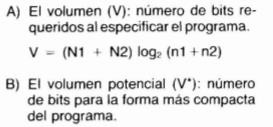 A) El volumen (V): número de bits re-
queridos al especificar el programa.
V = (N1 + N2) log₂ (n1+n2)
B) El volumen potencial (V*): número
de bits para la forma más compacta
del programa.